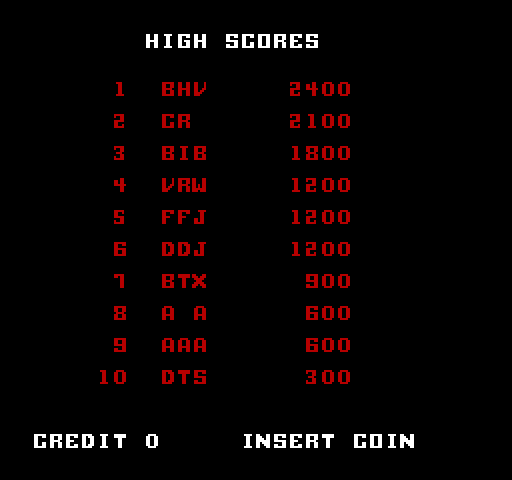 HIGH SCORES
1 BHV 2400
2 CR 2100
3 BIB 1800
4 VRW 1200
5 FFJ 1200
6 DDJ 1200
7 BTX 900
8 A A 600
9 AAA 600
10 DTS 300
CREDIT 0 INSERT COIN